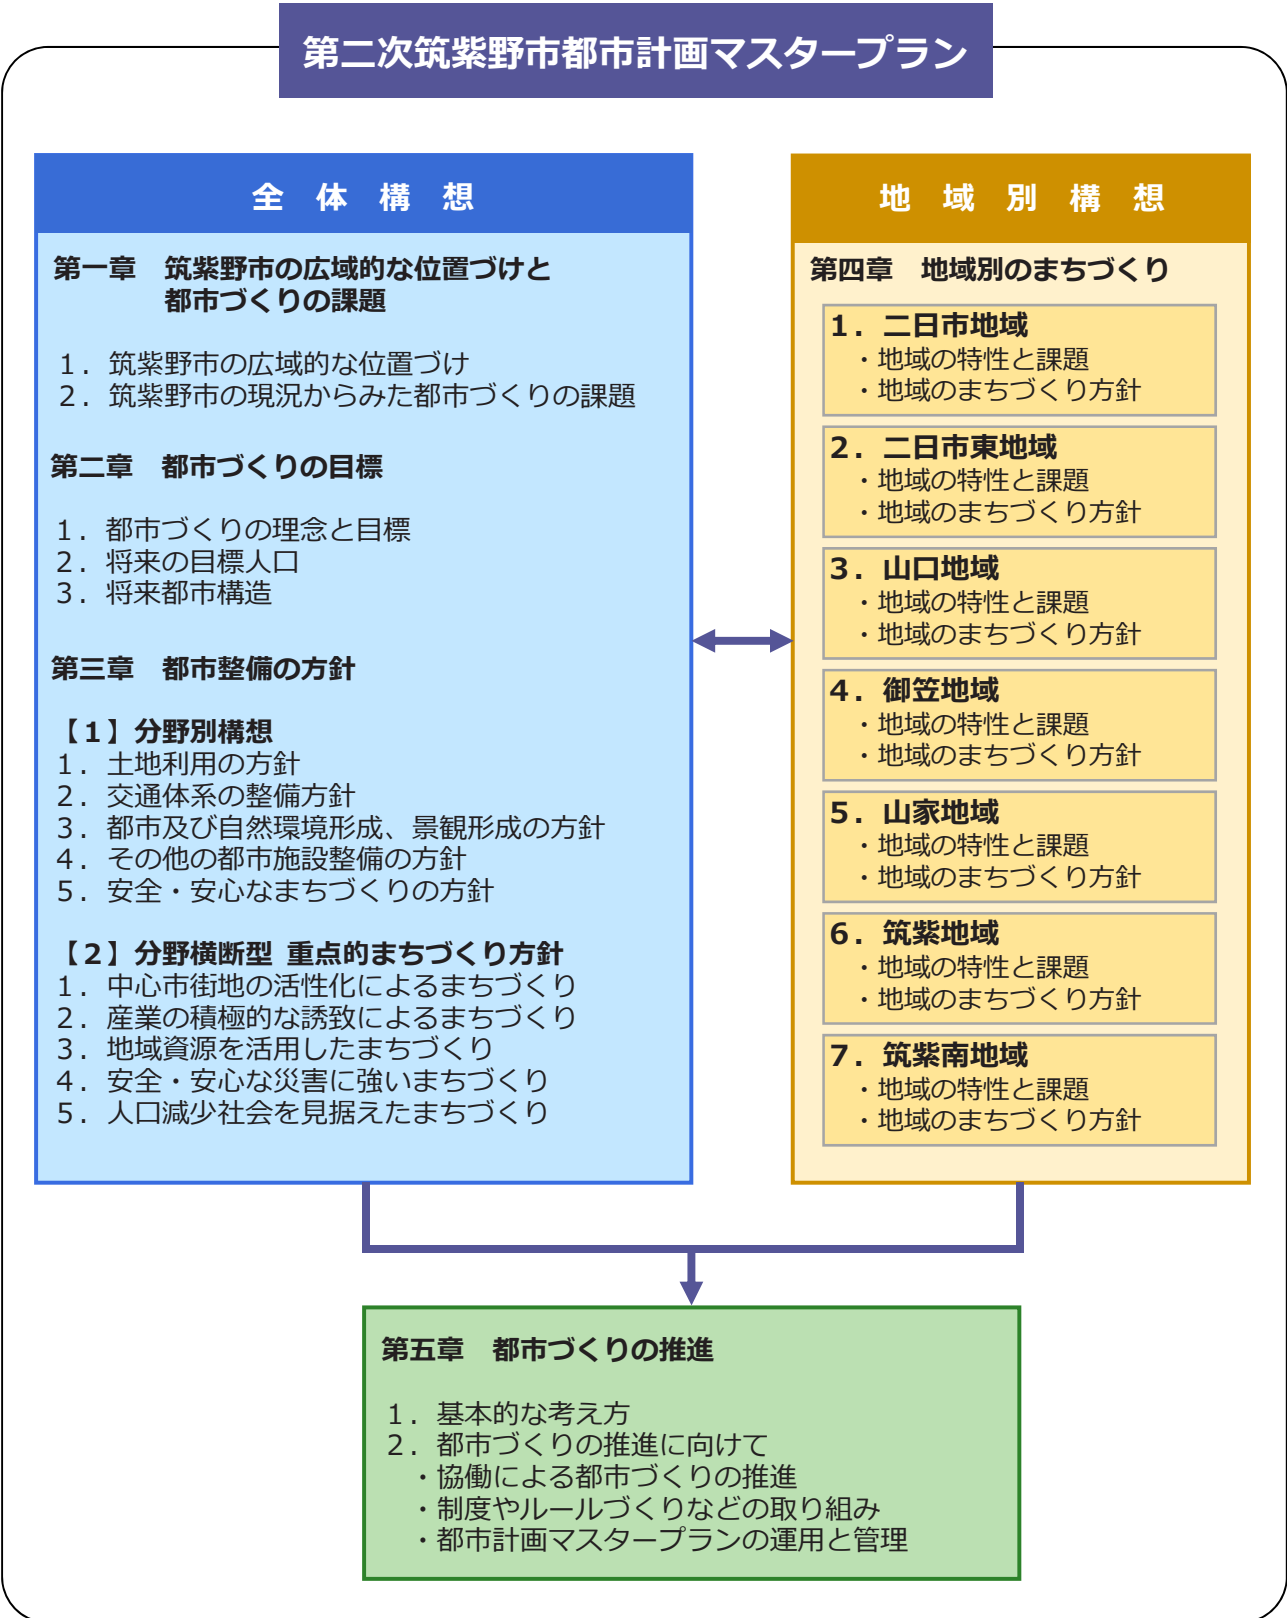 第二次筑紫野市都市計画マスタープラン
全体構想
第一章　筑紫野市の広域的な位置づけと
都市づくりの課題
１．筑紫野市の広域的な位置づけ
２．筑紫野市の現況からみた都市づくりの課題
第二章　都市づくりの目標
１．都市づくりの理念と目標
２．将来の目標人口
３．将来都市構造
第三章　都市整備の方針
【１】分野別構想
１．土地利用の方針
２．交通体系の整備方針
３．都市及び自然環境形成、景観形成の方針
４．その他の都市施設整備の方針
５．安全・安心なまちづくりの方針
【２】分野横断型 重点的まちづくり方針
１．中心市街地の活性化によるまちづくり
２．産業の積極的な誘致によるまちづくり
３．地域資源を活用したまちづくり
４．安全・安心な災害に強いまちづくり
５．人口減少社会を見据えたまちづくり
地域別構想
第四章　地域別のまちづくり
１．二日市地域
・地域の特性と課題
・地域のまちづくり方針
２．二日市東地域
・地域の特性と課題
・地域のまちづくり方針
３．山口地域
・地域の特性と課題
・地域のまちづくり方針
４．御笠地域
・地域の特性と課題
・地域のまちづくり方針
５．山家地域
・地域の特性と課題
・地域のまちづくり方針
６．筑紫地域
・地域の特性と課題
・地域のまちづくり方針
７．筑紫南地域
・地域の特性と課題
・地域のまちづくり方針
第五章　都市づくりの推進
１．基本的な考え方
２．都市づくりの推進に向けて
・協働による都市づくりの推進
・制度やルールづくりなどの取り組み
・都市計画マスタープランの運用と管理